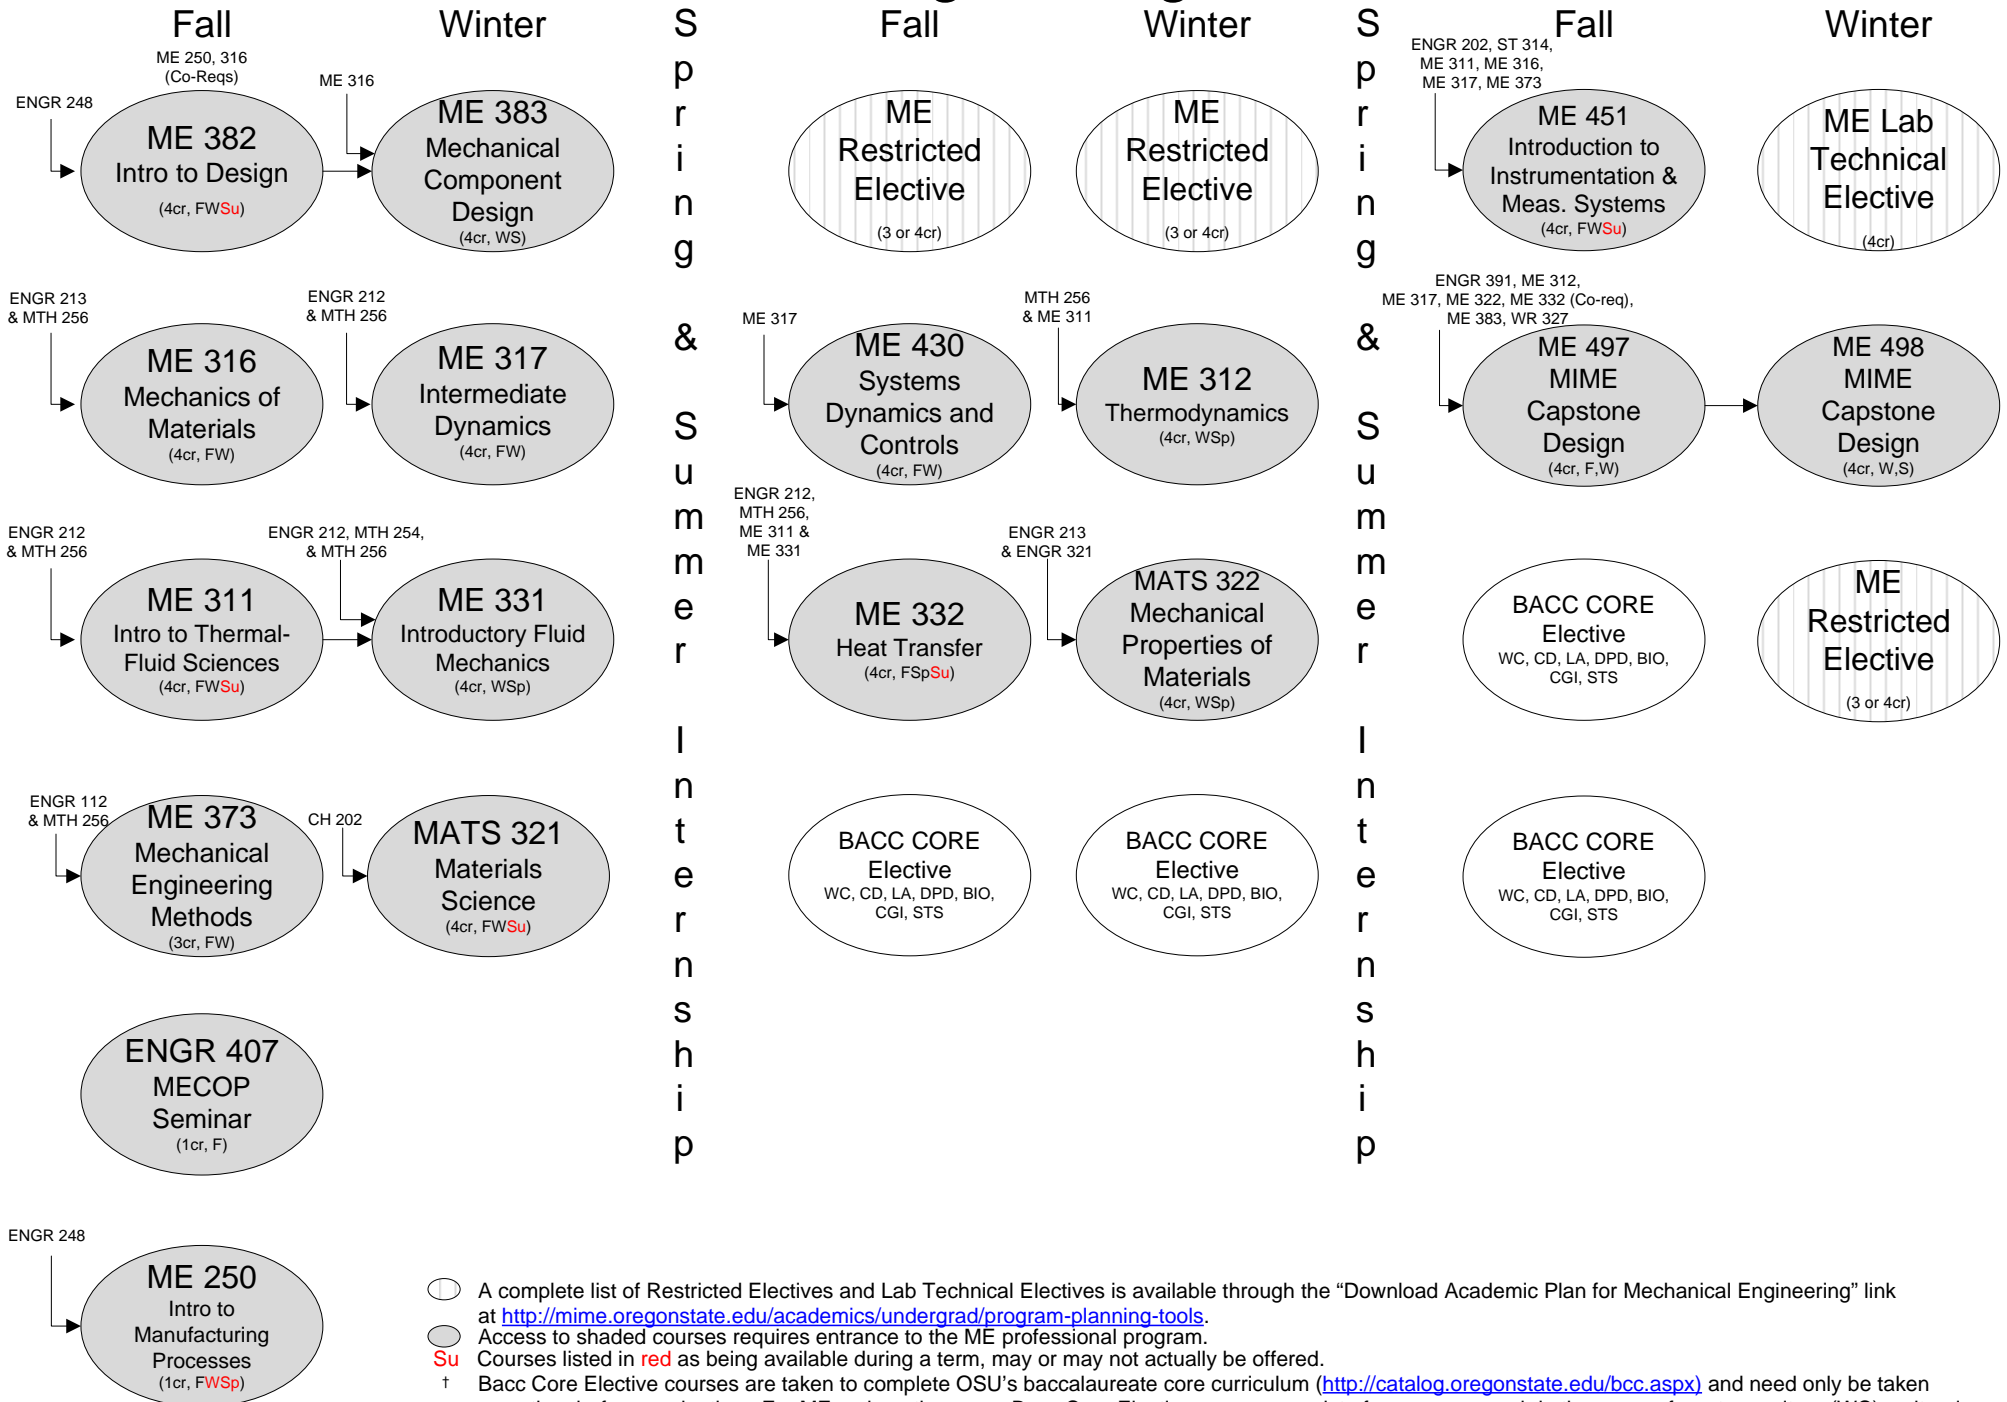 Fall
Winter
Spring & Summer Internship
Fall
Winter
Spring & Summer Internship
Fall
Winter
ME 250, 316
(Co-Reqs)
ENGR 248
ME 382
Intro to Design
(4cr, FWSu)
ME 316
ME 383
Mechanical
Component
Design
(4cr, WS)
ME
Restricted
Elective
(3 or 4cr)
ME
Restricted
Elective
(3 or 4cr)
ENGR 202, ST 314,
ME 311, ME 316,
ME 317, ME 373
ME 451
Introduction to
Instrumentation &
Meas. Systems
(4cr, FWSu)
ME Lab
Technical
Elective
(4cr)
ENGR 213
& MTH 256
ME 316
Mechanics of
Materials
(4cr, FW)
ENGR 212
& MTH 256
ME 317
Intermediate
Dynamics
(4cr, FW)
ME 317
ME 430
Systems
Dynamics and
Controls
(4cr, FW)
MTH 256
& ME 311
ME 312
Thermodynamics
(4cr, WSp)
ENGR 391, ME 312,
ME 317, ME 322, ME 332 (Co-req),
ME 383, WR 327
ME 497
MIME
Capstone
Design
(4cr, F,W)
ME 498
MIME
Capstone
Design
(4cr, W,S)
ENGR 212
& MTH 256
ME 311
Intro to Thermal-
Fluid Sciences
(4cr, FWSu)
ENGR 212, MTH 254,
& MTH 256
ME 331
Introductory Fluid
Mechanics
(4cr, WSp)
ENGR 212,
MTH 256,
ME 311 &
ME 331
ME 332
Heat Transfer
(4cr, FSpSu)
ENGR 213
& ENGR 321
MATS 322
Mechanical
Properties of
Materials
(4cr, WSp)
BACC CORE
Elective
WC, CD, LA, DPD, BIO,
CGI, STS
ME
Restricted
Elective
(3 or 4cr)
ENGR 112
& MTH 256
ME 373
Mechanical
Engineering
Methods
(3cr, FW)
CH 202
MATS 321
Materials
Science
(4cr, FWSu)
BACC CORE
Elective
WC, CD, LA, DPD, BIO,
CGI, STS
BACC CORE
Elective
WC, CD, LA, DPD, BIO,
CGI, STS
BACC CORE
Elective
WC, CD, LA, DPD, BIO,
CGI, STS
ENGR 407
MECOP
Seminar
(1cr, F)
ENGR 248
ME 250
Intro to
Manufacturing
Processes
(1cr, FWSp)
A complete list of Restricted Electives and Lab Technical Electives is available through the “Download Academic Plan for Mechanical Engineering” link
at http://mime.oregonstate.edu/academics/undergrad/program-planning-tools.
Access to shaded courses requires entrance to the ME professional program.
Su Courses listed in red as being available during a term, may or may not actually be offered.
† Bacc Core Elective courses are taken to complete OSU’s baccalaureate core curriculum (http://catalog.oregonstate.edu/bcc.aspx) and need only be taken